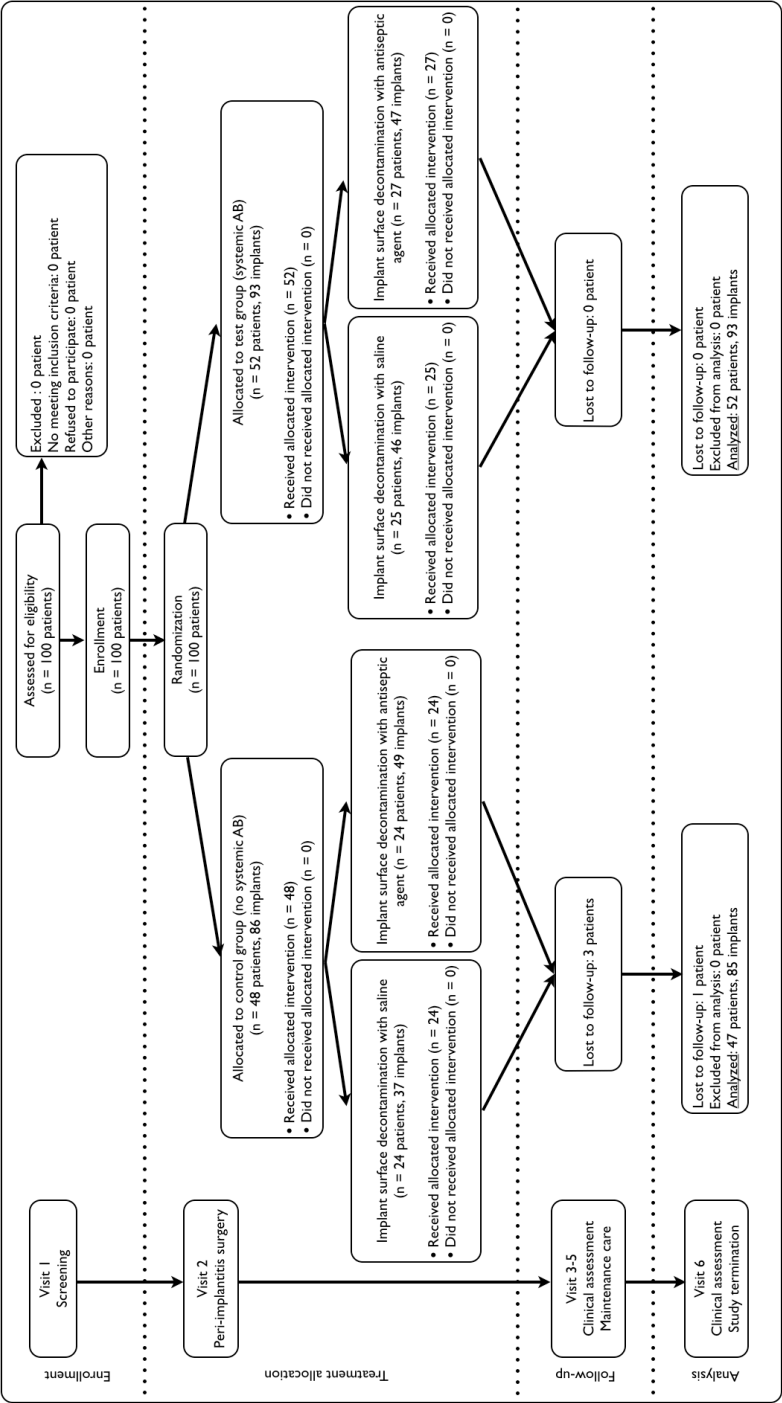 Enrollment
Visit 1
Screening
Assessed for eligibility
(n = 100 patients)
Excluded : 0 patient
No meeting inclusion criteria: 0 patient
Refused to participate: 0 patient
Other reasons: 0 patient
Enrollment
(n = 100 patients)
Treatment allocation
Visit 2
Peri-implantitis surgery
Randomization
(n = 100 patients)
Allocated to control group (no systemic AB)
(n = 48 patients, 86 implants)
• Received allocated intervention (n = 48)
• Did not received allocated intervention (n = 0)
Allocated to test group (systemic AB)
(n = 52 patients, 93 implants)
• Received allocated intervention (n = 52)
• Did not received allocated intervention (n = 0)
Implant surface decontamination with saline
(n = 24 patients, 37 implants)
• Received allocated intervention (n = 24)
• Did not received allocated intervention (n = 0)
Implant surface decontamination with antiseptic
agent (n = 24 patients, 49 implants)
• Received allocated intervention (n = 24)
• Did not received allocated intervention (n = 0)
Implant surface decontamination with saline
(n = 25 patients, 46 implants)
• Received allocated intervention (n = 25)
• Did not received allocated intervention (n = 0)
Implant surface decontamination with antiseptic
agent (n = 27 patients, 47 implants)
• Received allocated intervention (n = 27)
• Did not received allocated intervention (n = 0)
Follow-up
Visit 3-5
Clinical assessment
Maintenance care
Lost to follow-up: 3 patients
Lost to follow-up: 0 patient
Analysis
Visit 6
Clinical assessment
Study termination
Lost to follow-up: 1 patient
Excluded from analysis: 0 patient
Analyzed: 47 patients, 85 implants
Lost to follow-up: 0 patient
Excluded from analysis: 0 patient
Analyzed: 52 patients, 93 implants